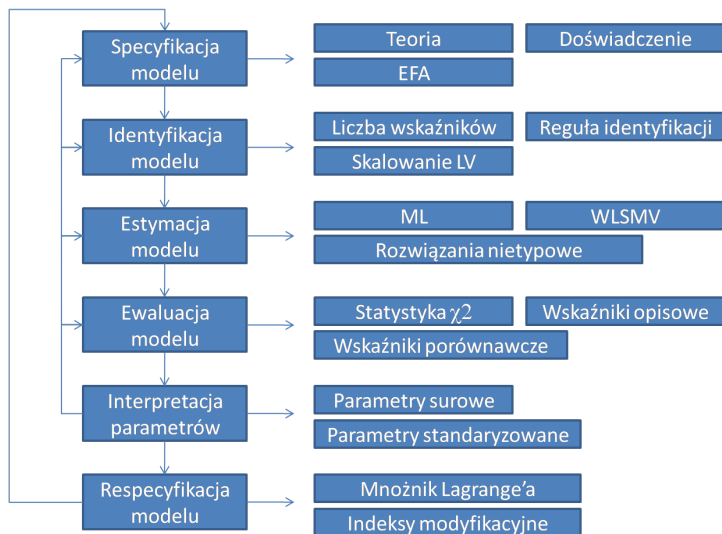 Specyfikacja
modelu
Teoria
Doświadczenie
EFA
Identyfikacja
modelu
Liczba wskaźników
Reguła identyfikacji
Skalowanie LV
Estymacja
modelu
ML
WLSMV
Rozwiązania nietypowe
Ewaluacja
modelu
Statystyka χ2
Wskaźniki opisowe
Wskaźniki porównawcze
Interpretacja
parametrów
Parametry surowe
Parametry standaryzowane
Respecyfikacja
modelu
Mnożnik Lagrange’a
Indeksy modyfikacyjne